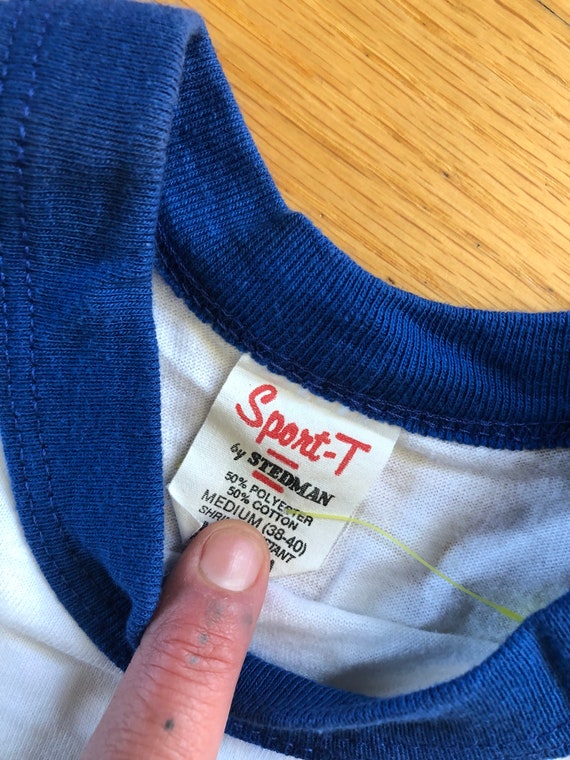 Sport-T
by STEDMAN
50% POLYESTER
50% COTTON
MEDIUM (38-40)